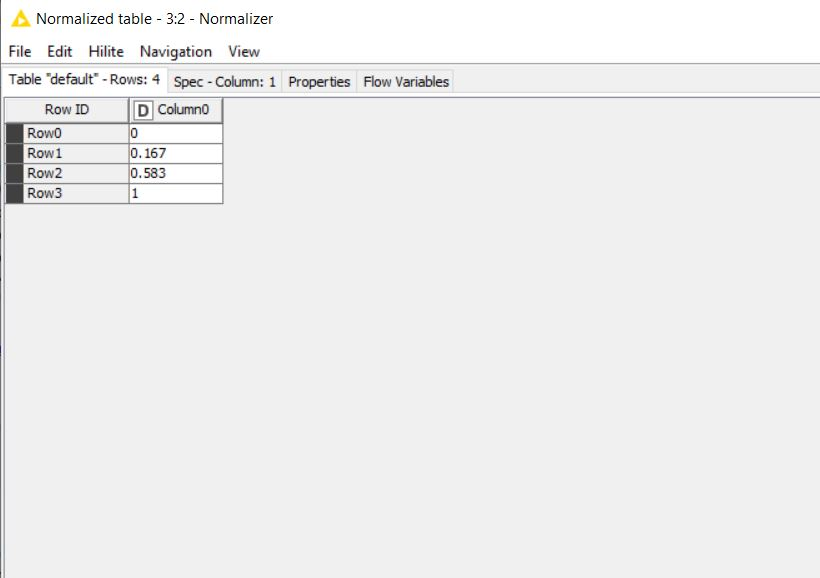 Normalized table - 3:2 - Normalizer
File Edit Hilite Navigation View
Table "default" - Rows: 4 Spec - Column: 1 Properties Flow Variables
Row ID D Column0
Row0 0
Row1 0.167
Row2 0.583
Row3 1